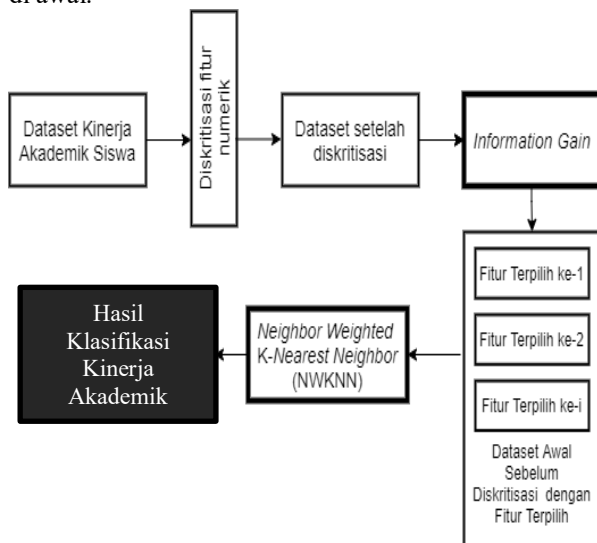 di awal.
Dataset Kinerja
Akademik Siswa
Diskritisasi fitur
numerik
Dataset setelah
diskritisasi
Information Gain
Fitur Terpilih ke-1
Fitur Terpilih ke-2
Fitur Terpilih ke-i
Dataset Awal
Sebelum
Diskritisasi dengan
Fitur Terpilih
Neighbor Weighted
K-Nearest Neighbor
(NWKNN)
Hasil
Klasifikasi
Kinerja
Akademik